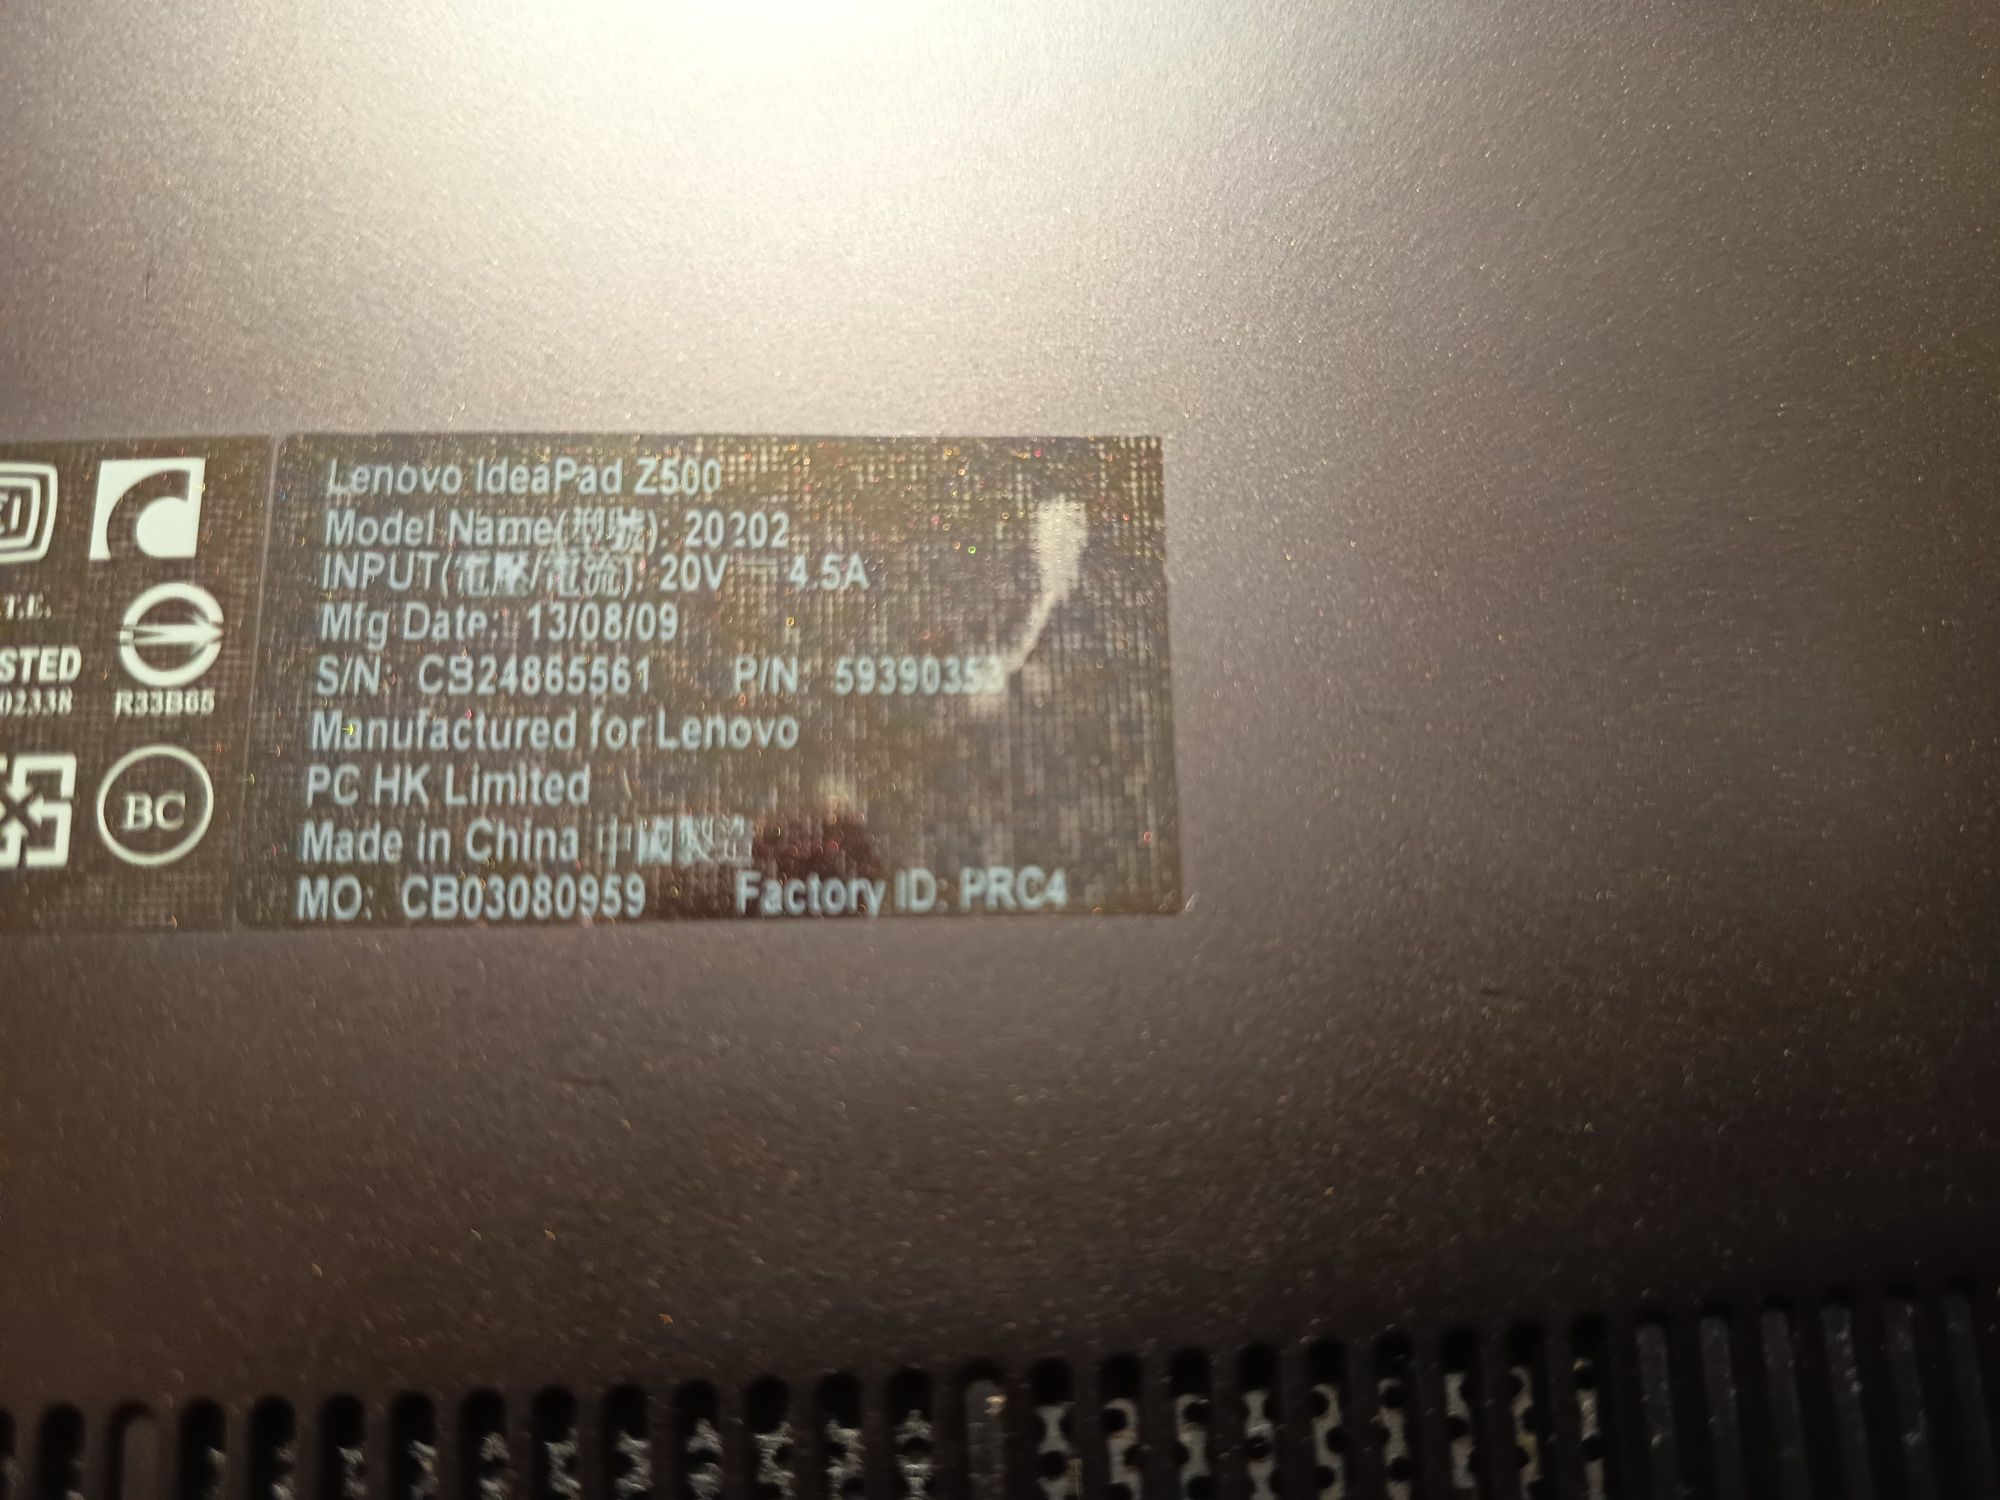 T.E.
STED
02338
R33B65
BC
Lenovo IdeaPad Z500
Model Name(型號): 20202
INPUT(電壓/電流): 20V ⎓ 4.5A
Mfg Date: 13/08/09
S/N: CB24865561 P/N:
Manufactured for Lenovo
PC HK Limited
Made in China 中國製造
MO: CB03080959 Factory ID: PRC4